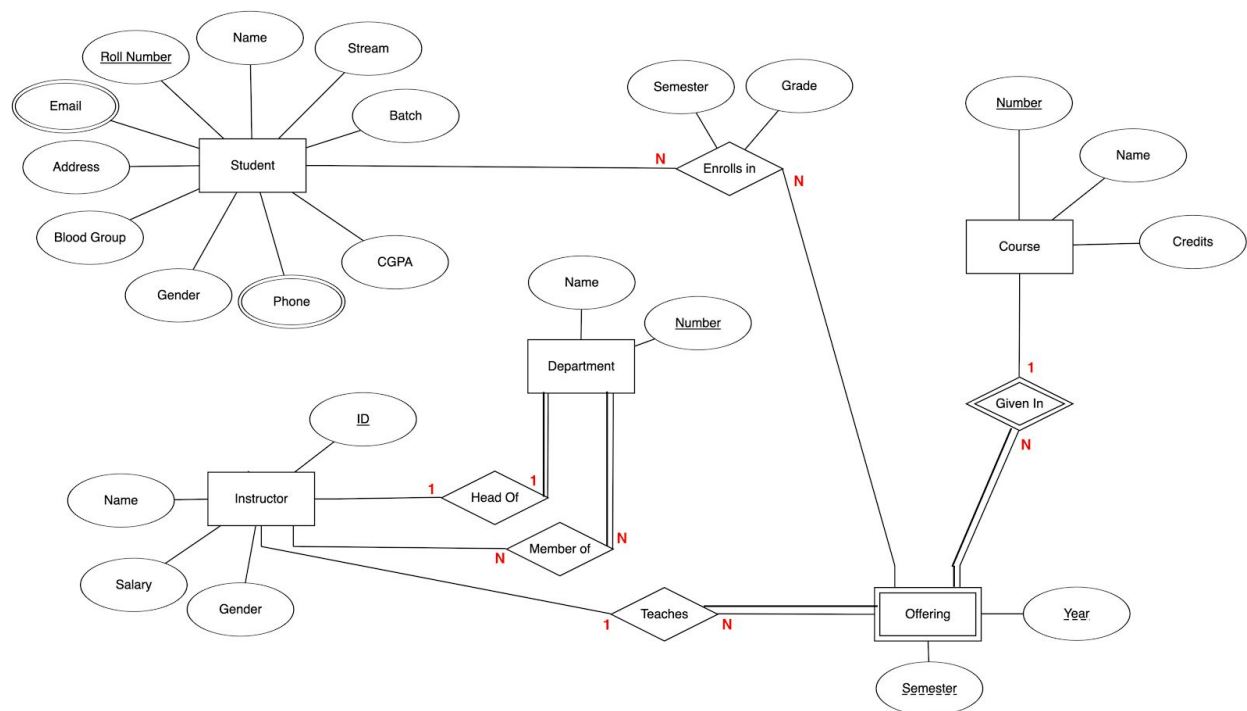 Name
Roll Number
Stream
Email
Batch
Student
Address
Blood Group
CGPA
Gender
Phone
Semester
Grade
N
Enrolls in
N
Number
Name
Course
Credits
1
Given In
N
Name
Number
Department
ID
Name
Instructor
1
Head Of
1
N
Member of
N
Salary
Gender
1
Teaches
N
Offering
Year
Semester